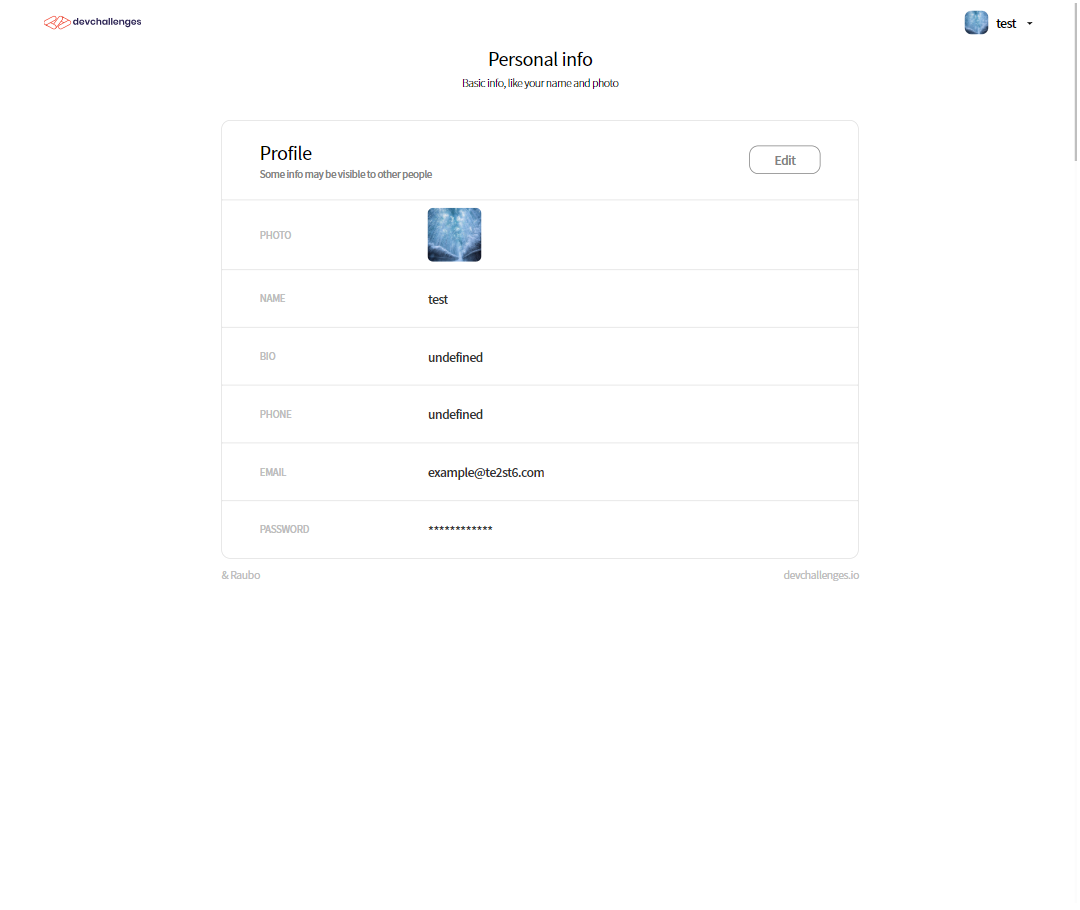 devchallenges
test
Personal info
Basic info, like your name and photo
Profile
Some info may be visible to other people
Edit
PHOTO
NAME
test
BIO
undefined
PHONE
undefined
EMAIL
example@te2st6.com
PASSWORD
************
& Raubo
devchallenges.io